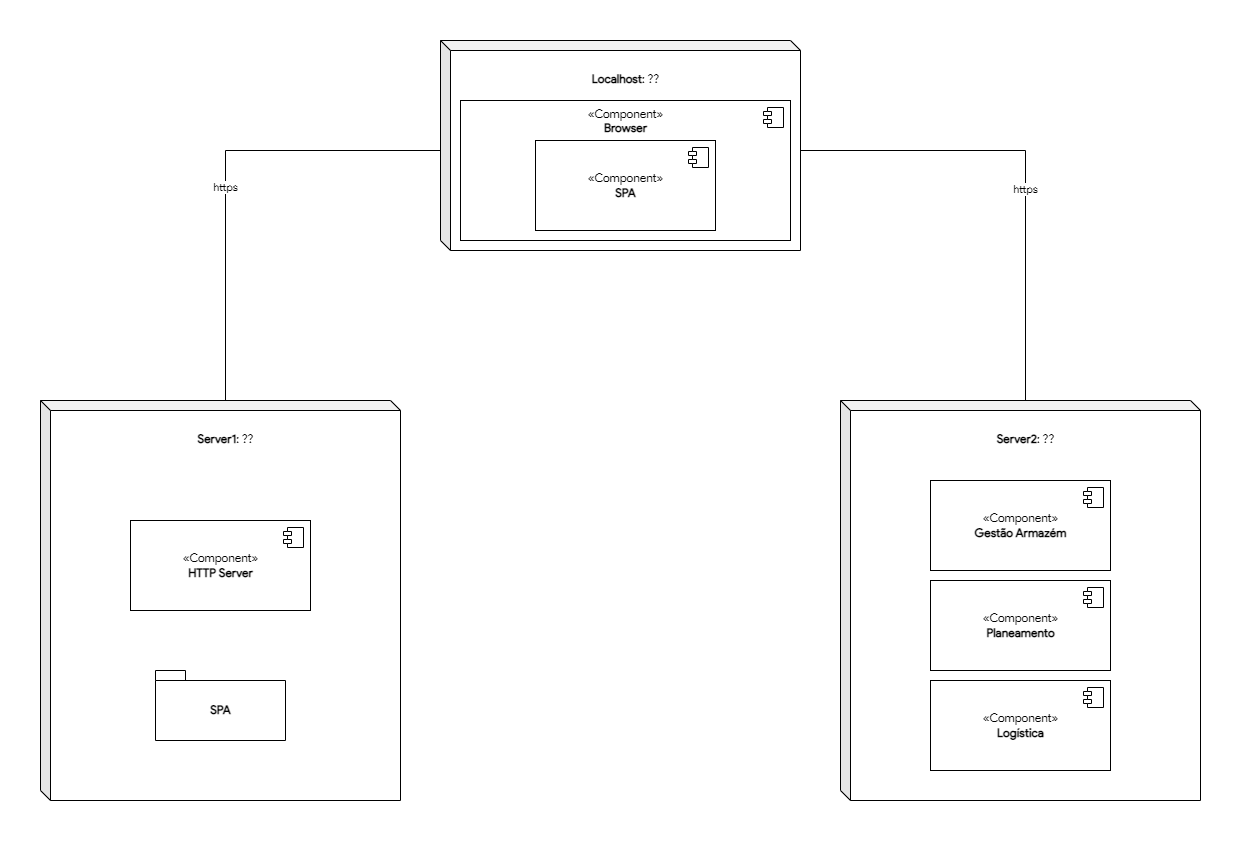 Localhost: ??
«Component»
Browser
«Component»
SPA
https
https
Server1: ??
«Component»
HTTP Server
SPA
Server2: ??
«Component»
Gestão Armazém
«Component»
Planeamento
«Component»
Logística